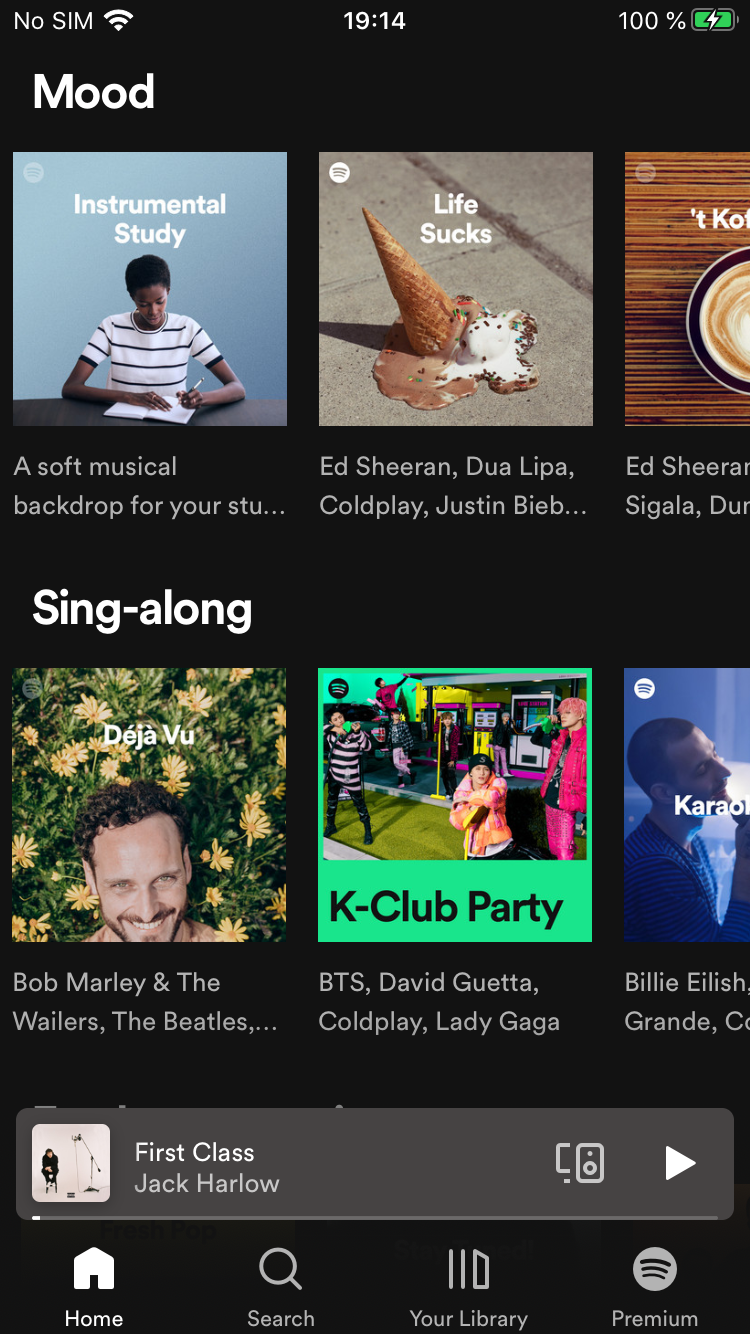 No SIM 19:14 100 %
Mood
Instrumental
Study
Life
Sucks
't Kof
A soft musical
backdrop for your stu...
Ed Sheeran, Dua Lipa,
Coldplay, Justin Bieb...
Ed Sheeran
Sigala, Dun
Sing-along
Déjà Vu
K-Club Party
Karaok
Bob Marley & The
Wailers, The Beatles,...
BTS, David Guetta,
Coldplay, Lady Gaga
Billie Eilish,
Grande, Co
First Class
Jack Harlow
Fresh Pop
Home
Search
Your Library
Premium